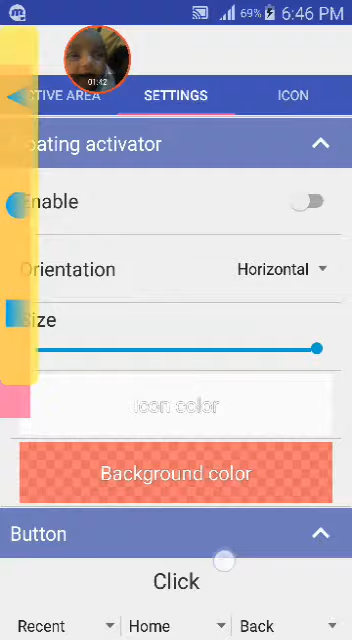 69% 6:46 PM
01:42
CTIVE AREA SETTINGS ICON
oating activator
Enable
Orientation Horizontal
Size
Icon color
Background color
Button
Click
Recent Home Back